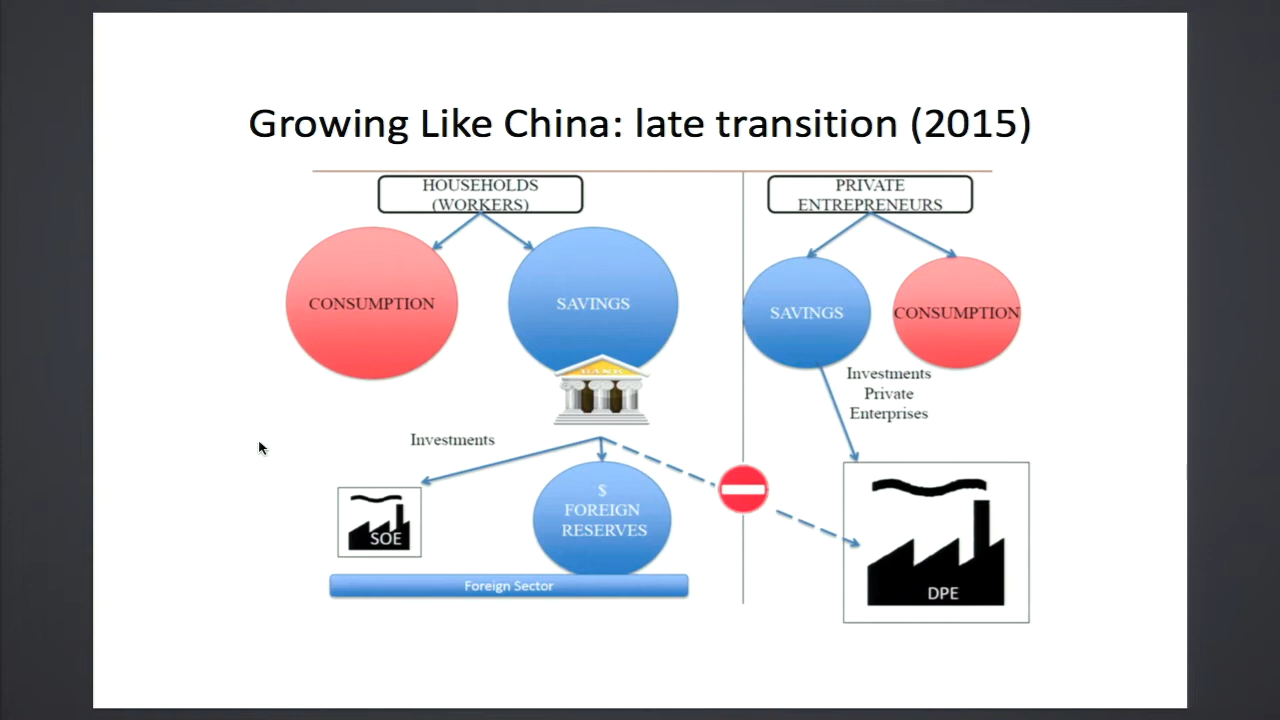 Growing Like China: late transition (2015)
HOUSEHOLDS
(WORKERS)
PRIVATE
ENTREPRENEURS
CONSUMPTION
SAVINGS
SAVINGS
CONSUMPTION
BANK
Investments
Private
Enterprises
Investments
$
FOREIGN
RESERVES
SOE
Foreign Sector
DPE